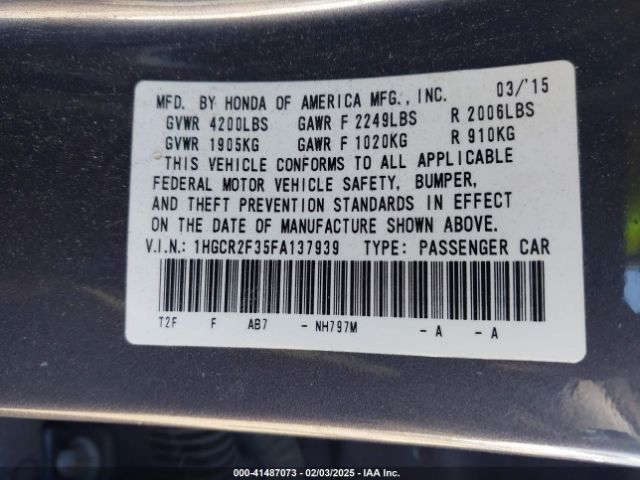 MFD. BY HONDA OF AMERICA MFG., INC. 03/'15
GVWR 4200LBS GAWR F 2249LBS R 2006LBS
GVWR 1905KG GAWR F 1020KG R 910KG
THIS VEHICLE CONFORMS TO ALL APPLICABLE
FEDERAL MOTOR VEHICLE SAFETY, BUMPER,
AND THEFT PREVENTION STANDARDS IN EFFECT
ON THE DATE OF MANUFACTURE SHOWN ABOVE.
V.I.N.: 1HGCR2F35FA137939 TYPE: PASSENGER CAR
T2F F AB7 - NH797M - A - A
000-41487073 - 02/03/2025 - IAA Inc.